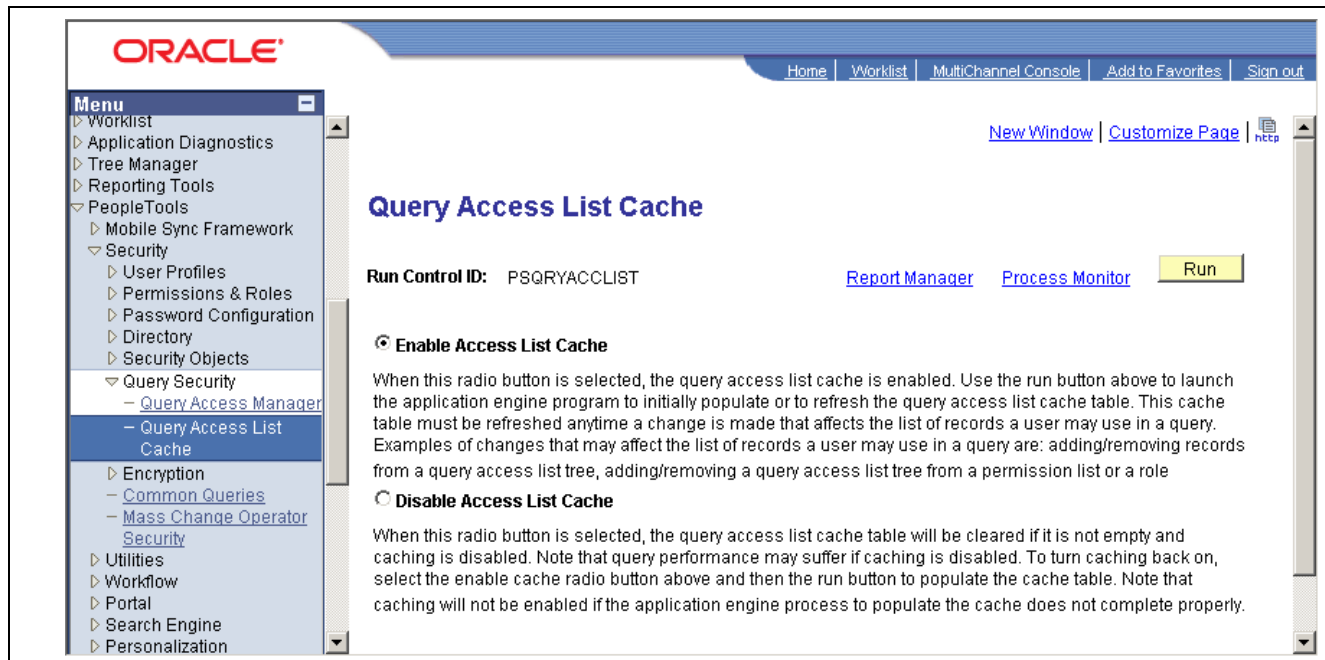 ORACLE
Home | Worklist | MultiChannel Console | Add to Favorites | Sign out
Menu
Worklist
Application Diagnostics
Tree Manager
Reporting Tools
PeopleTools
Mobile Sync Framework
Security
User Profiles
Permissions & Roles
Password Configuration
Directory
Security Objects
Query Security
Query Access Manager
Query Access List
Cache
Encryption
Common Queries
Mass Change Operator
Security
Utilities
Workflow
Portal
Search Engine
Personalization
New Window | Customize Page | http
Query Access List Cache
Run Control ID: PSQRYACCLIST Report Manager Process Monitor Run
Enable Access List Cache
When this radio button is selected, the query access list cache is enabled. Use the run button above to launch
the application engine program to initially populate or to refresh the query access list cache table. This cache
table must be refreshed anytime a change is made that affects the list of records a user may use in a query.
Examples of changes that may affect the list of records a user may use in a query are: adding/removing records
from a query access list tree, adding/removing a query access list tree from a permission list or a role
Disable Access List Cache
When this radio button is selected, the query access list cache table will be cleared if it is not empty and
caching is disabled. Note that query performance may suffer if caching is disabled. To turn caching back on,
select the enable cache radio button above and then the run button to populate the cache table. Note that
caching will not be enabled if the application engine process to populate the cache does not complete properly.